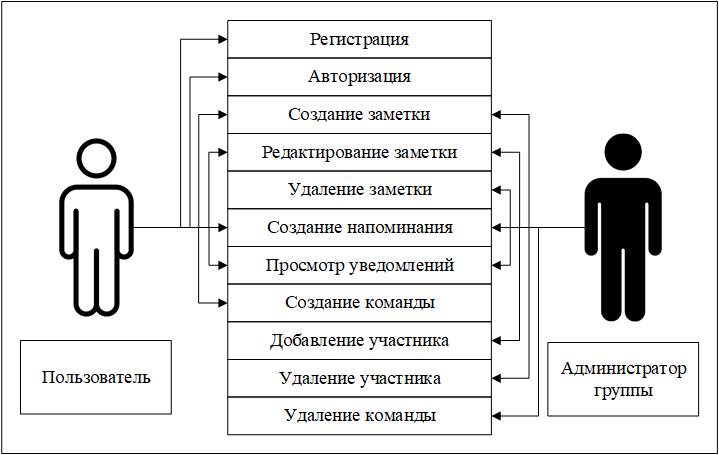 Регистрация
Авторизация
Создание заметки
Редактирование заметки
Удаление заметки
Создание напоминания
Просмотр уведомлений
Создание команды
Добавление участника
Удаление участника
Удаление команды
Пользователь
Администратор
группы